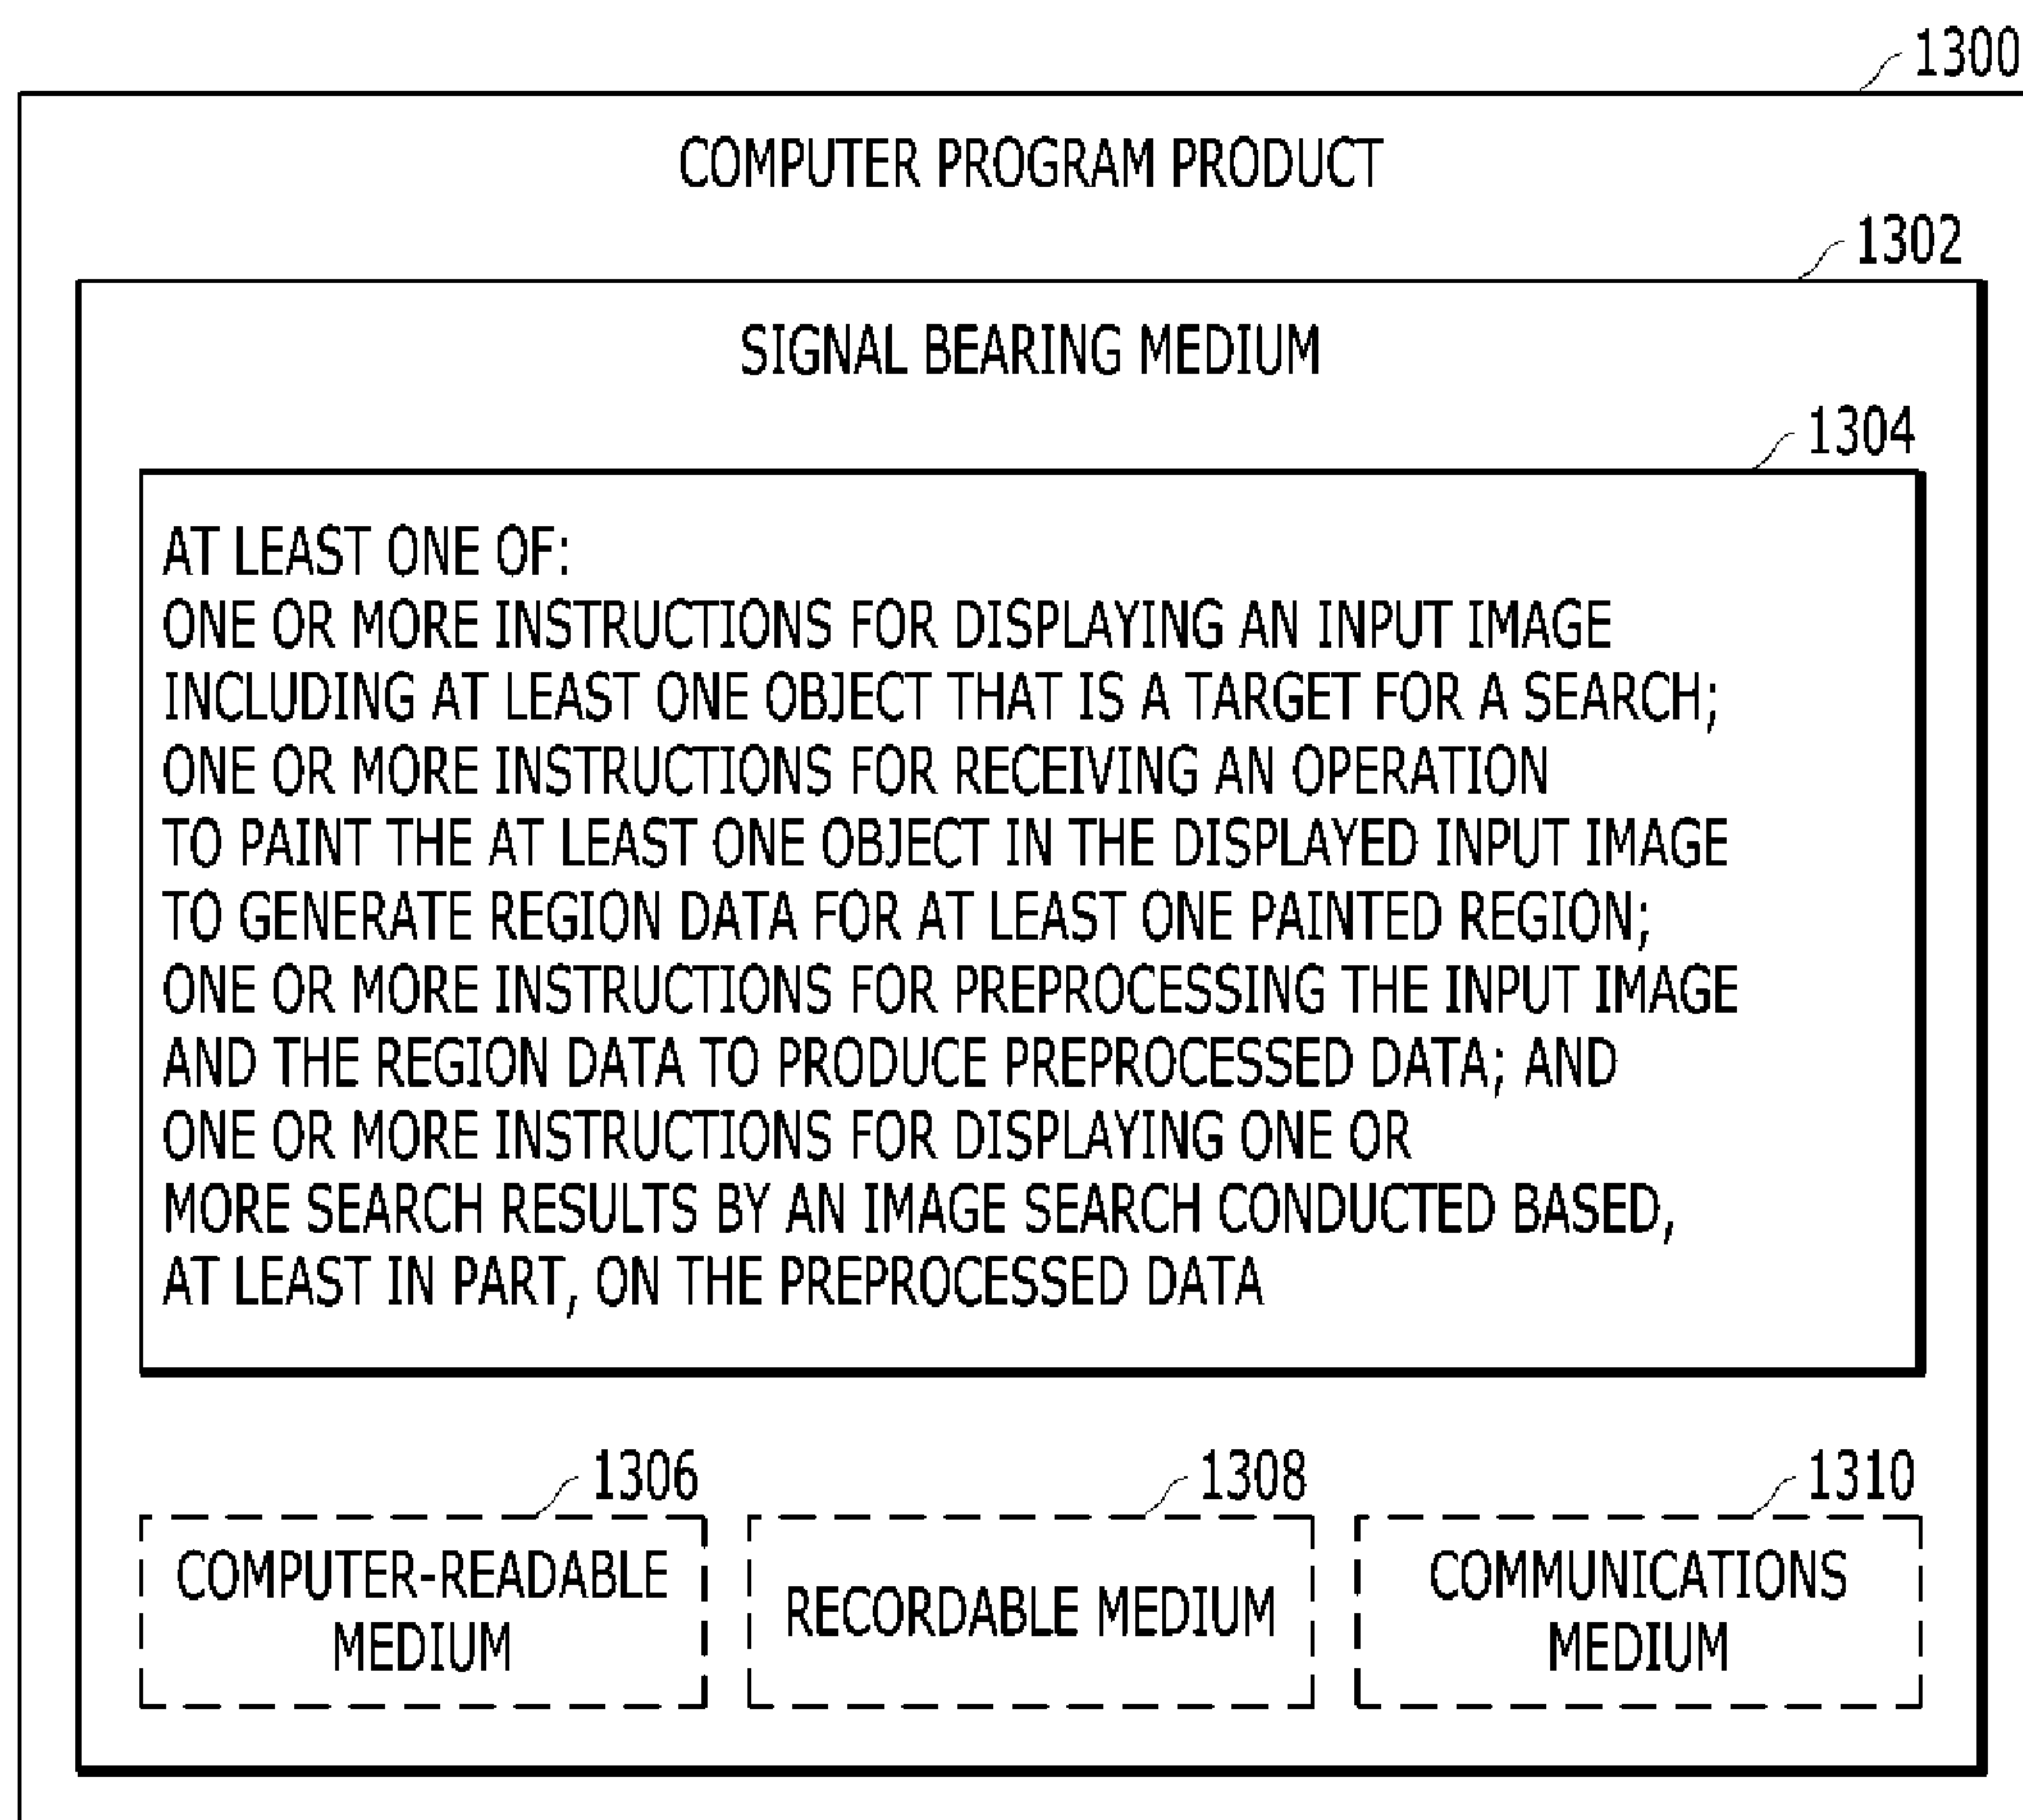 1300
COMPUTER PROGRAM PRODUCT
1302
SIGNAL BEARING MEDIUM
1304
AT LEAST ONE OF:
ONE OR MORE INSTRUCTIONS FOR DISPLAYING AN INPUT IMAGE
INCLUDING AT LEAST ONE OBJECT THAT IS A TARGET FOR A SEARCH;
ONE OR MORE INSTRUCTIONS FOR RECEIVING AN OPERATION
TO PAINT THE AT LEAST ONE OBJECT IN THE DISPLAYED INPUT IMAGE
TO GENERATE REGION DATA FOR AT LEAST ONE PAINTED REGION;
ONE OR MORE INSTRUCTIONS FOR PREPROCESSING THE INPUT IMAGE
AND THE REGION DATA TO PRODUCE PREPROCESSED DATA; AND
ONE OR MORE INSTRUCTIONS FOR DISPLAYING ONE OR
MORE SEARCH RESULTS BY AN IMAGE SEARCH CONDUCTED BASED,
AT LEAST IN PART, ON THE PREPROCESSED DATA
1306
COMPUTER-READABLE
MEDIUM
1308
RECORDABLE MEDIUM
1310
COMMUNICATIONS
MEDIUM